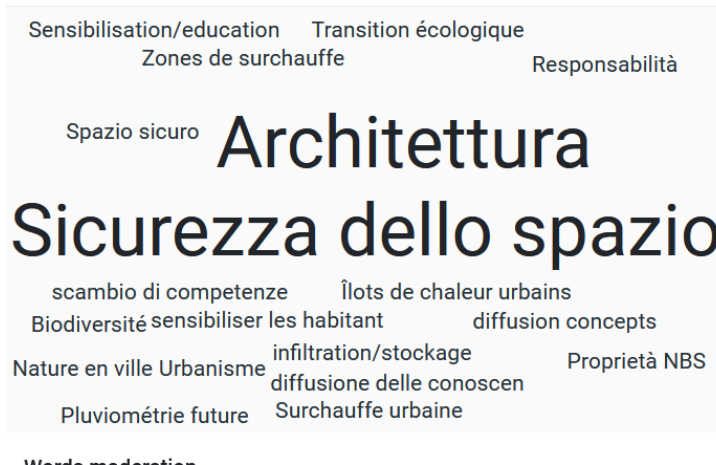 Sensibilisation/education Transition écologique
Zones de surchauffe
Responsabilità
Spazio sicuro Architettura
Sicurezza dello spazio
scambio di competenze Îlots de chaleur urbains
Biodiversité sensibiliser les habitant diffusion concepts
Nature en ville Urbanisme infiltration/stockage Proprietà NBS
diffusione delle conoscen
Pluviométrie future Surchauffe urbaine
Words moderation